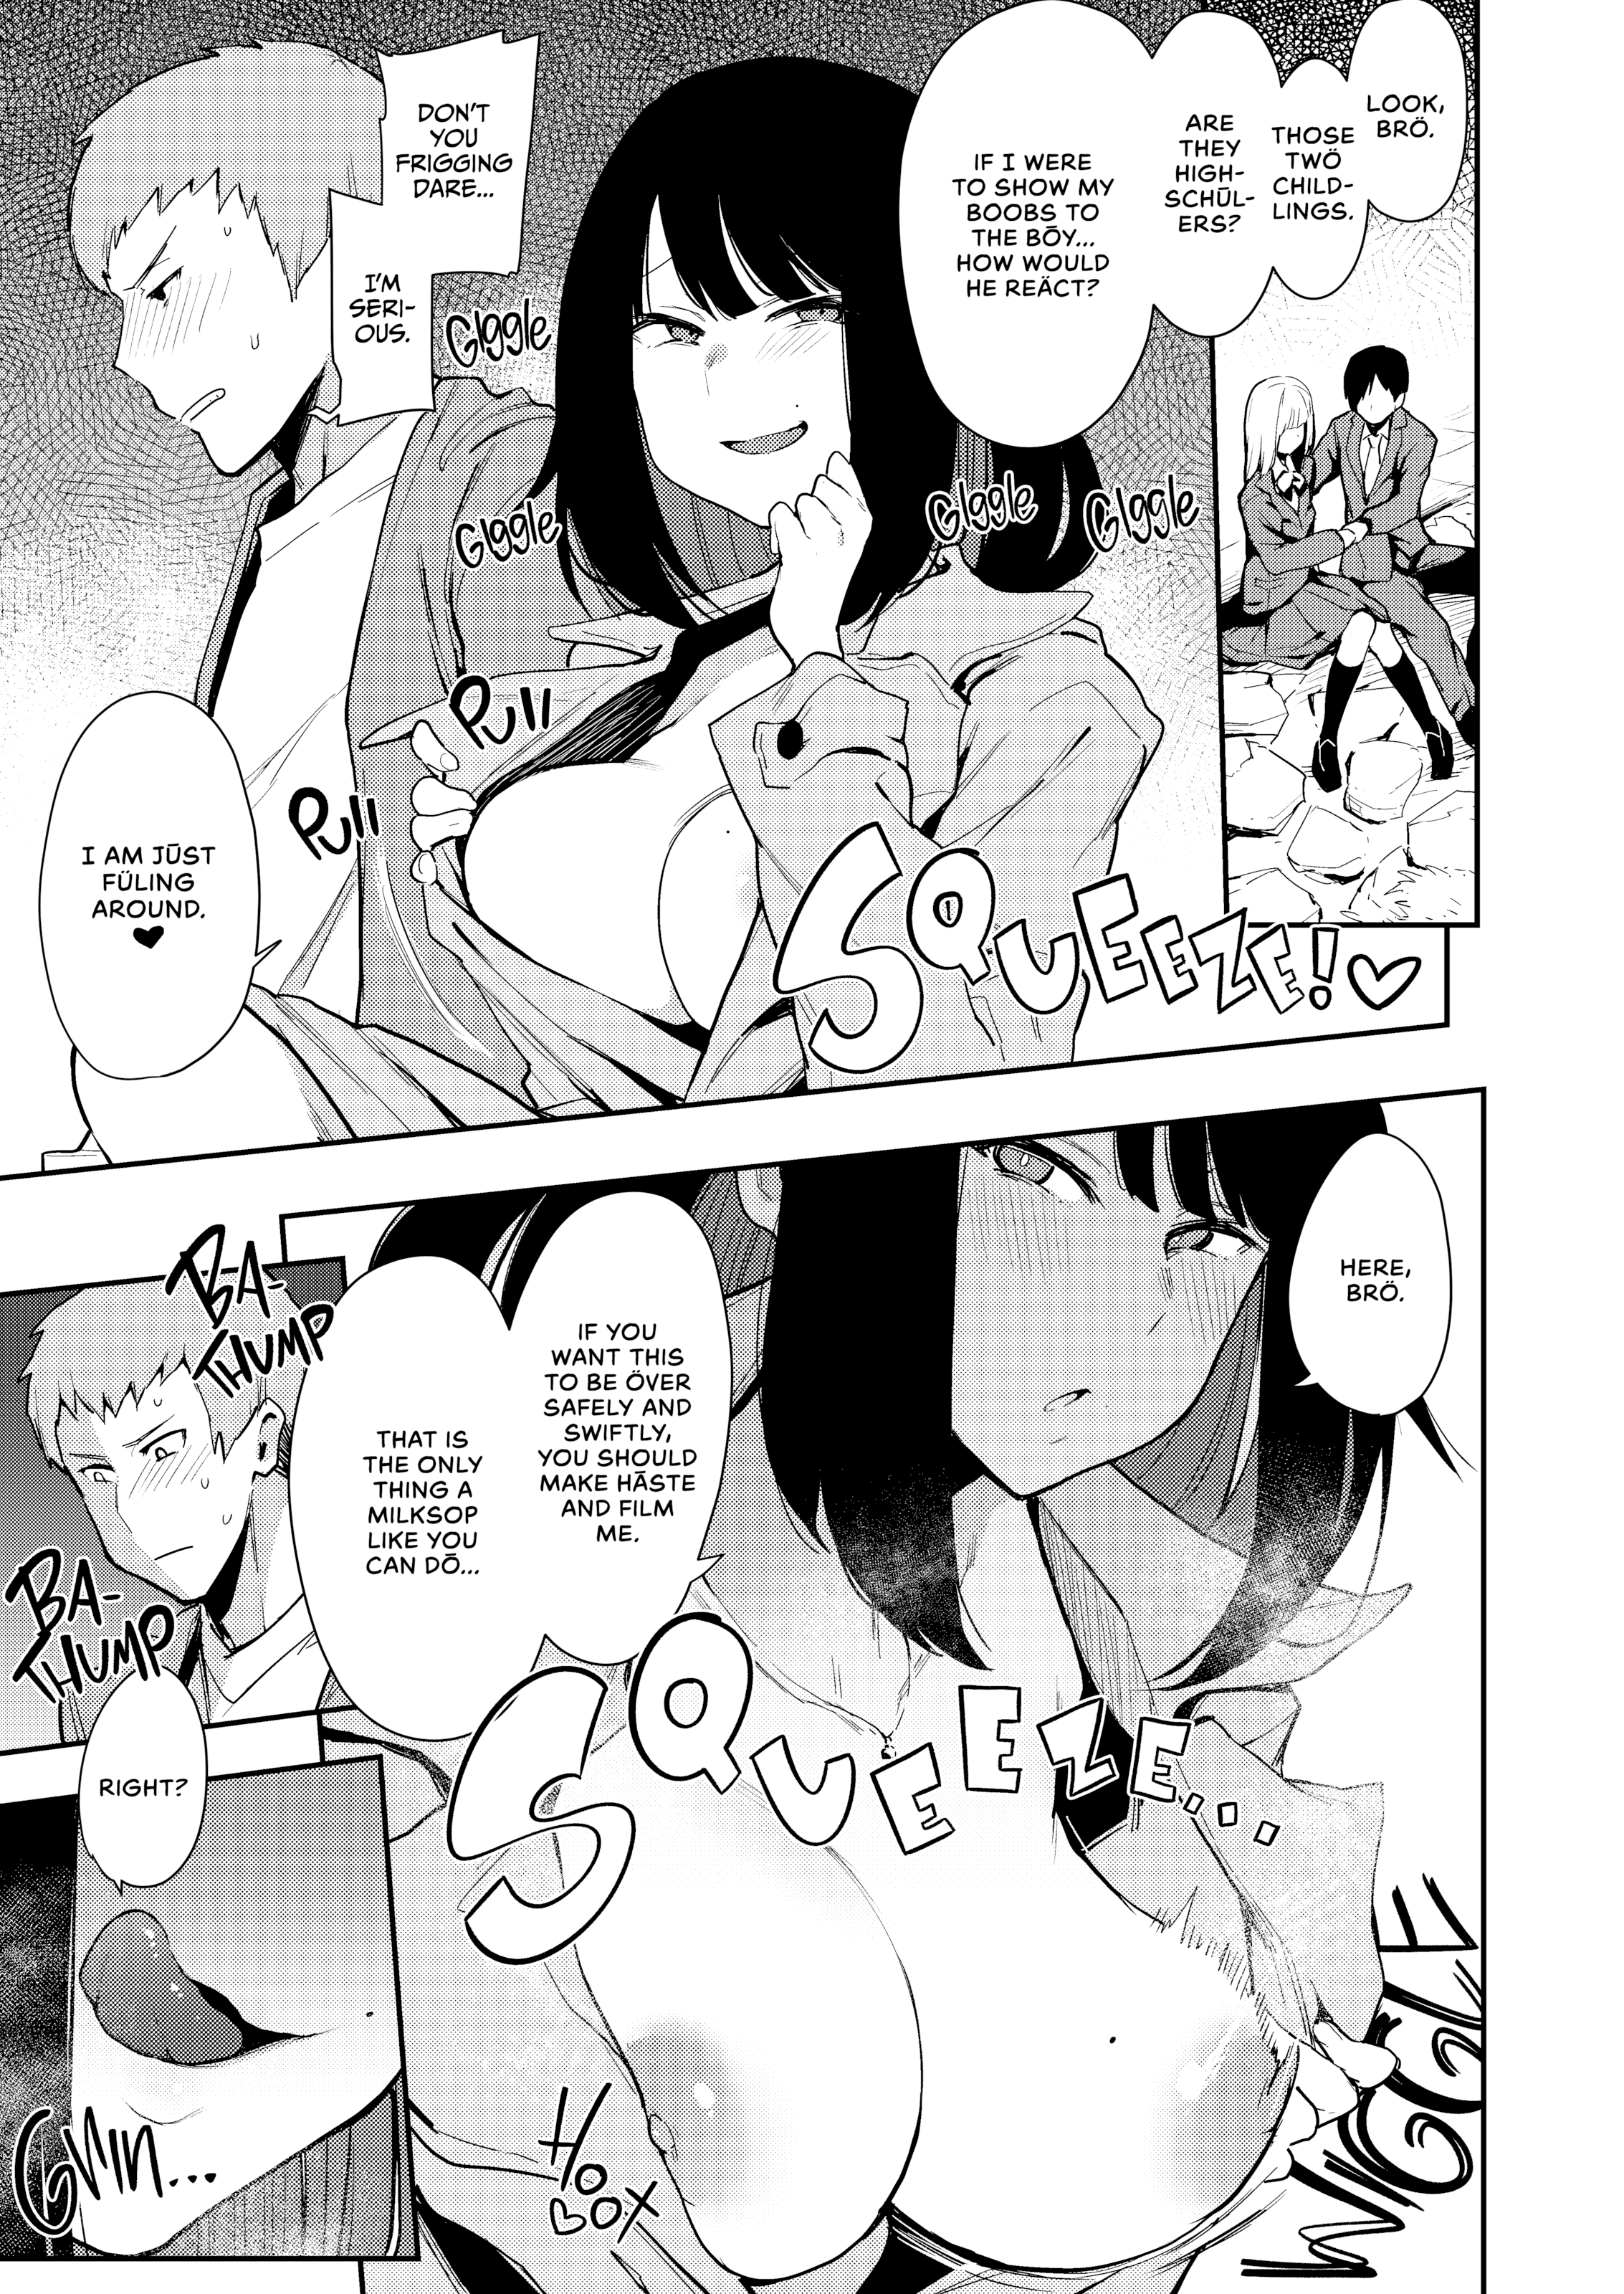 LOOK,
BRÖ.
THOSE
TWÖ
CHILD-
LINGS.
ARE
THEY
HIGH-
SCHŪL-
ERS?
IF I WERE
TO SHOW MY
BOOBS TO
THE BŌY...
HOW WOULD
HE REÄCT?
GIGGLE
GIGGLE
GIGGLE
GIGGLE
DON'T
YOU
FRIGGING
DARE...
I'M
SERI-
OUS.
PULL
PULL
SQUEEEZE!
I AM JŪST
FÜLING
AROUND.
HERE,
BRÖ.
IF YOU
WANT THIS
TO BE ÖVER
SAFELY AND
SWIFTLY,
YOU SHOULD
MAKE HĀSTE
AND FILM
ME.
THAT IS
THE ONLY
THING A
MILKSOP
LIKE YOU
CAN DŌ...
SQUEEEZE...
WIGGLE
BA-
THUMP
BA-
THUMP
RIGHT?
GRIN...